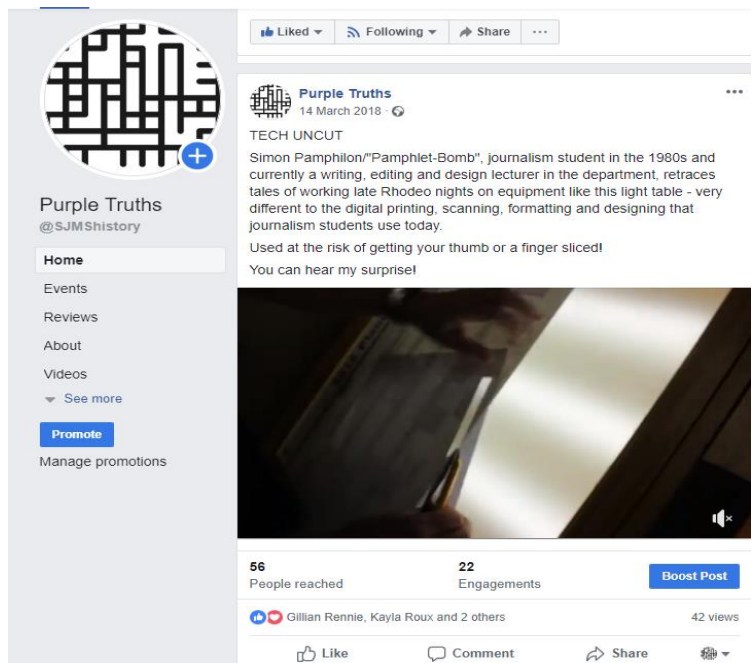 Liked Following Share ...
Purple Truths
14 March 2018
TECH UNCUT
Simon Pamphilon/"Pamphlet-Bomb", journalism student in the 1980s and
currently a writing, editing and design lecturer in the department, retraces
tales of working late Rhodeo nights on equipment like this light table - very
different to the digital printing, scanning, formatting and designing that
journalism students use today.
Used at the risk of getting your thumb or a finger sliced!
You can hear my surprise!
Purple Truths
@SJMShistory
Home
Events
Reviews
About
Videos
See more
Promote
Manage promotions
56
People reached
22
Engagements
Boost Post
Gillian Rennie, Kayla Roux and 2 others
42 views
Like Comment Share